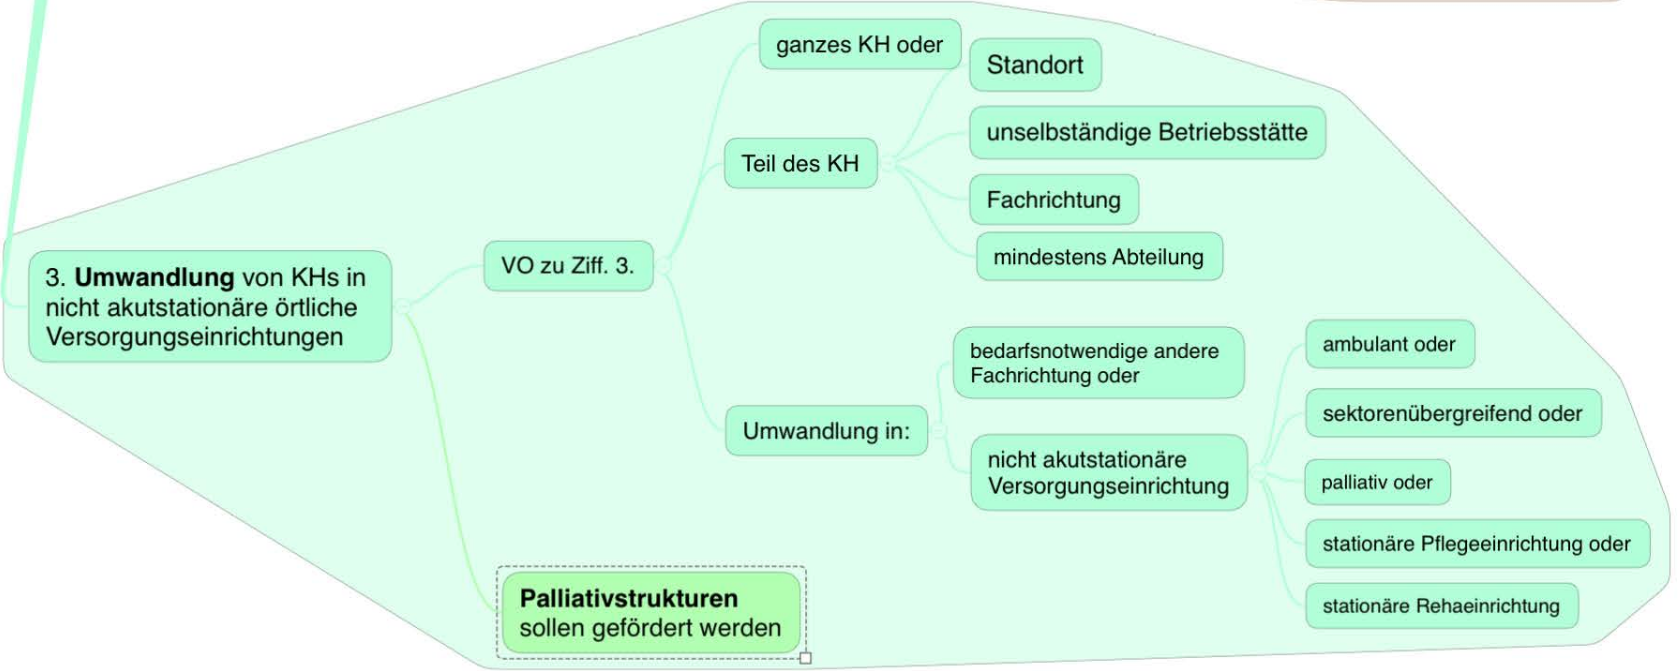 3. Umwandlung von KHs in
nicht akutstationäre örtliche
Versorgungseinrichtungen
VO zu Ziff. 3.
ganzes KH oder
Teil des KH
Standort
unselbständige Betriebsstätte
Fachrichtung
mindestens Abteilung
Umwandlung in:
bedarfsnotwendige andere
Fachrichtung oder
nicht akutstationäre
Versorgungseinrichtung
ambulant oder
sektorenübergreifend oder
palliativ oder
stationäre Pflegeeinrichtung oder
stationäre Rehaeinrichtung
Palliativstrukturen
sollen gefördert werden